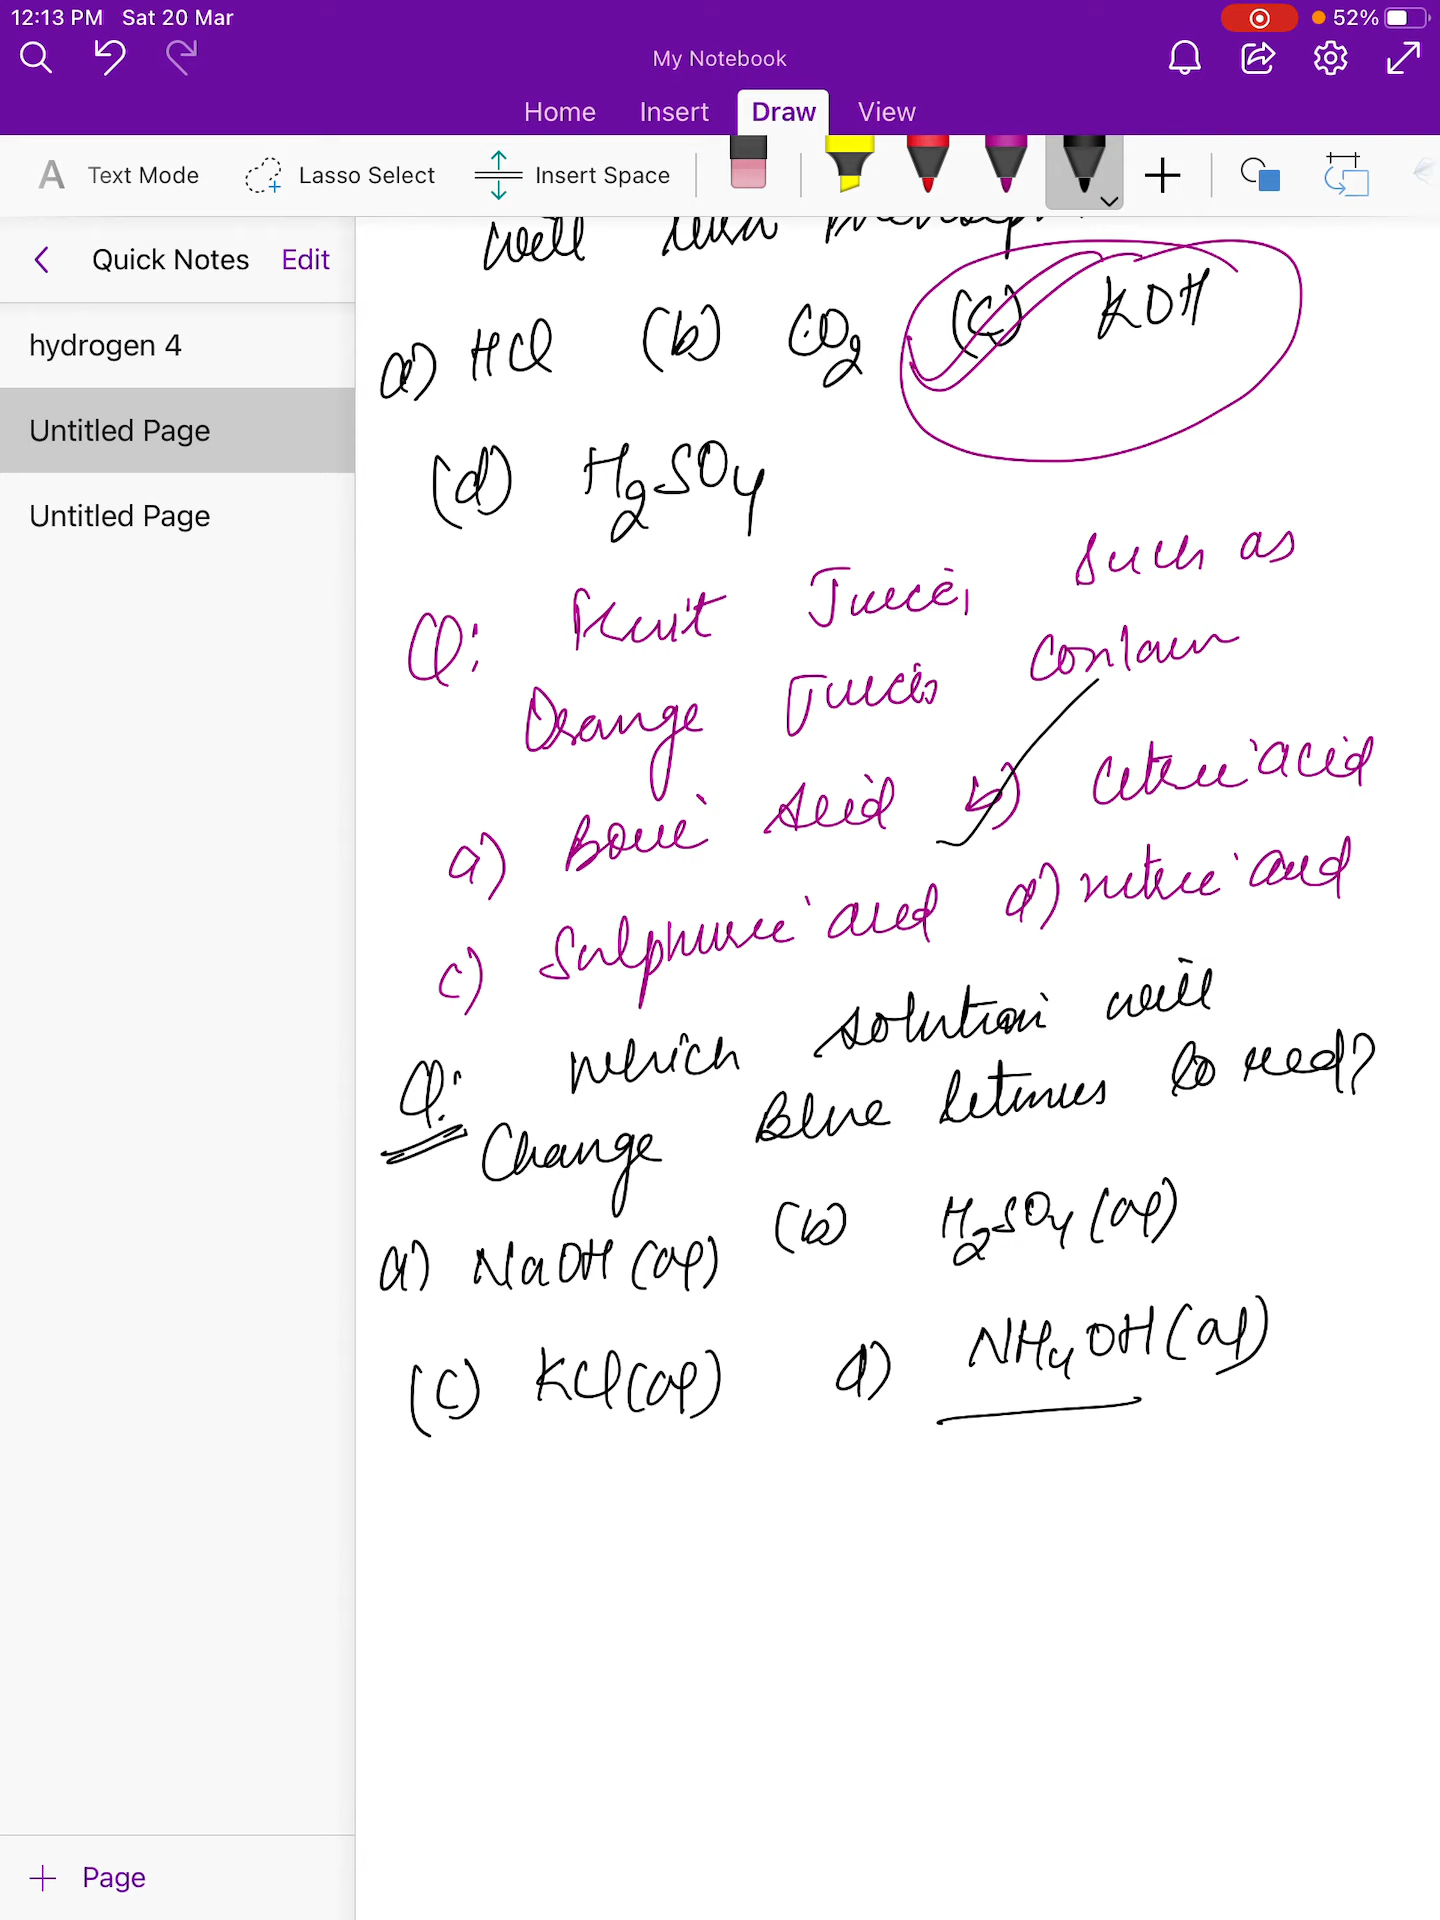 12:13 PM Sat 20 Mar
52%
My Notebook
Home Insert Draw View
A Text Mode Lasso Select Insert Space
Quick Notes Edit
hydrogen 4
Untitled Page
Untitled Page
Page
will turn
a) HCl (b) CO2 (c) KOH
(d) H2SO4
Q: Fruit Juice, such as
Orange Juices contain
a) Boric Acid b) Citric acid
c) Sulphuric acid d) nitric acid
Q: Which solution will
Change Blue litmus to red?
a) NaOH (aq) (b) H2SO4 (aq)
(c) KCl (aq) d) NH4OH (aq)